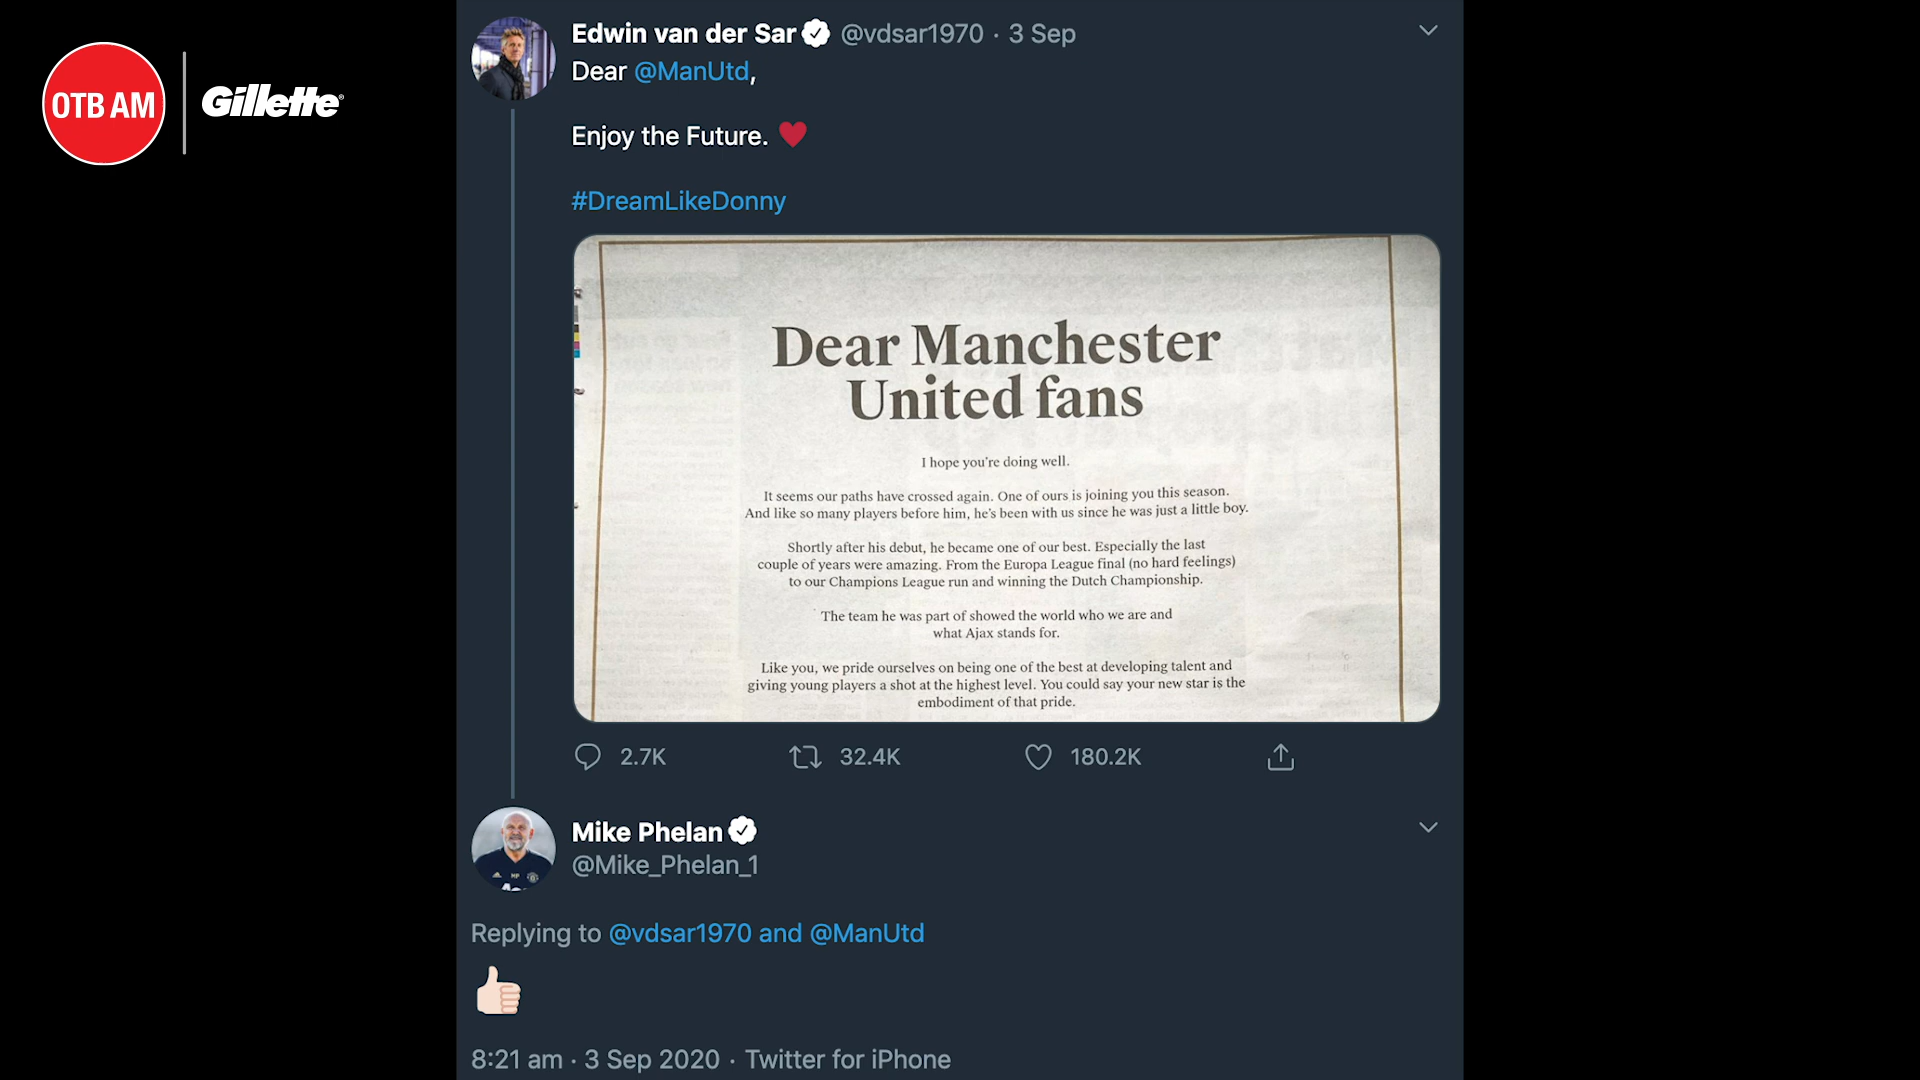 OTB AM
Gillette
Edwin van der Sar @vdsar1970 · 3 Sep
Dear @ManUtd,
Enjoy the Future. ❤️
#DreamLikeDonny
Dear Manchester
United fans
I hope you're doing well.
It seems our paths have crossed again. One of ours is joining you this season.
And like so many players before him, he's been with us since he was just a little boy.
Shortly after his debut, he became one of our best. Especially the last
couple of years were amazing. From the Europa League final (no hard feelings)
to our Champions League run and winning the Dutch Championship.
The team he was part of showed the world who we are and
what Ajax stands for.
Like you, we pride ourselves on being one of the best at developing talent and
giving young players a shot at the highest level. You could say your new star is the
embodiment of that pride.
2.7K 32.4K 180.2K
Mike Phelan
@Mike_Phelan_1
MP
Replying to @vdsar1970 and @ManUtd
👍🏻
8:21 am · 3 Sep 2020 · Twitter for iPhone